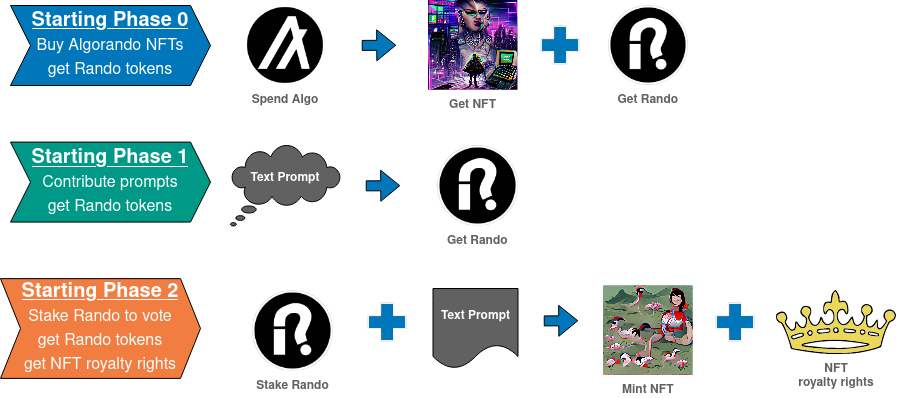 Starting Phase 0
Buy Algorando NFTs
get Rando tokens
Spend Algo
Get NFT
Get Rando
Starting Phase 1
Contribute prompts
get Rando tokens
Text Prompt
Get Rando
Starting Phase 2
Stake Rando to vote
get Rando tokens
get NFT royalty rights
Stake Rando
Text Prompt
Mint NFT
NFT
royalty rights